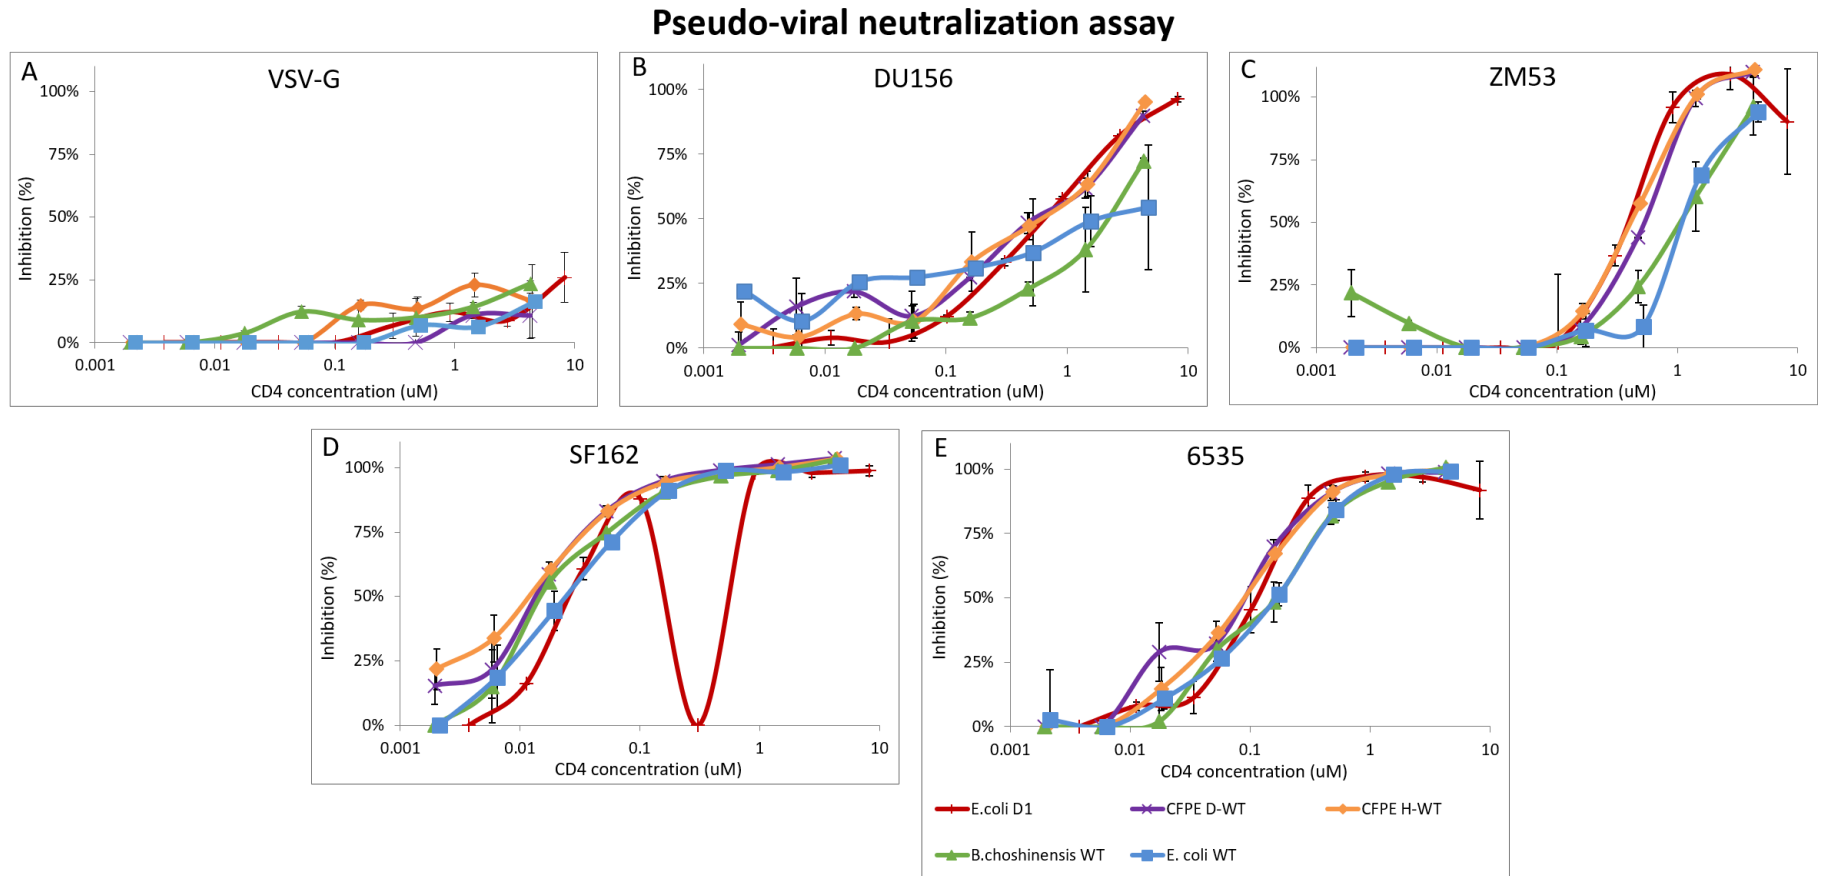 Pseudo-viral neutralization assay
A
VSV-G
100%
75%
50%
25%
0%
Inhibition (%)
0.001
0.01
0.1
1
10
CD4 concentration (uM)
B
DU156
100%
75%
50%
25%
0%
Inhibition (%)
0.001
0.01
0.1
1
10
CD4 concentration (uM)
C
ZM53
100%
75%
50%
25%
0%
Inhibition (%)
0.001
0.01
0.1
1
10
CD4 concentration (uM)
D
SF162
100%
75%
50%
25%
0%
Inhibition (%)
0.001
0.01
0.1
1
10
CD4 concentration (uM)
E
6535
100%
75%
50%
25%
0%
Inhibition (%)
0.001
0.01
0.1
1
10
CD4 concentration (uM)
E.coli D1
CFPE D-WT
CFPE H-WT
B.choshinensis WT
E. coli WT